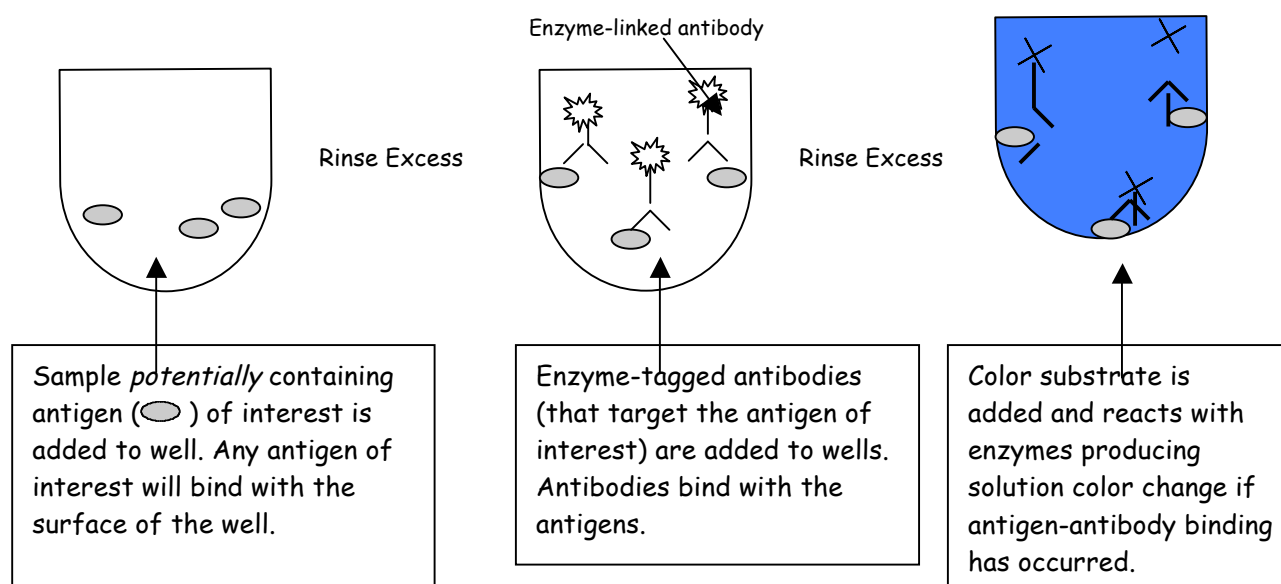 Enzyme-linked antibody
Rinse Excess
Rinse Excess
Sample potentially containing
antigen ( ) of interest is
added to well. Any antigen of
interest will bind with the
surface of the well.
Enzyme-tagged antibodies
(that target the antigen of
interest) are added to wells.
Antibodies bind with the
antigens.
Color substrate is
added and reacts with
enzymes producing
solution color change if
antigen-antibody binding
has occurred.